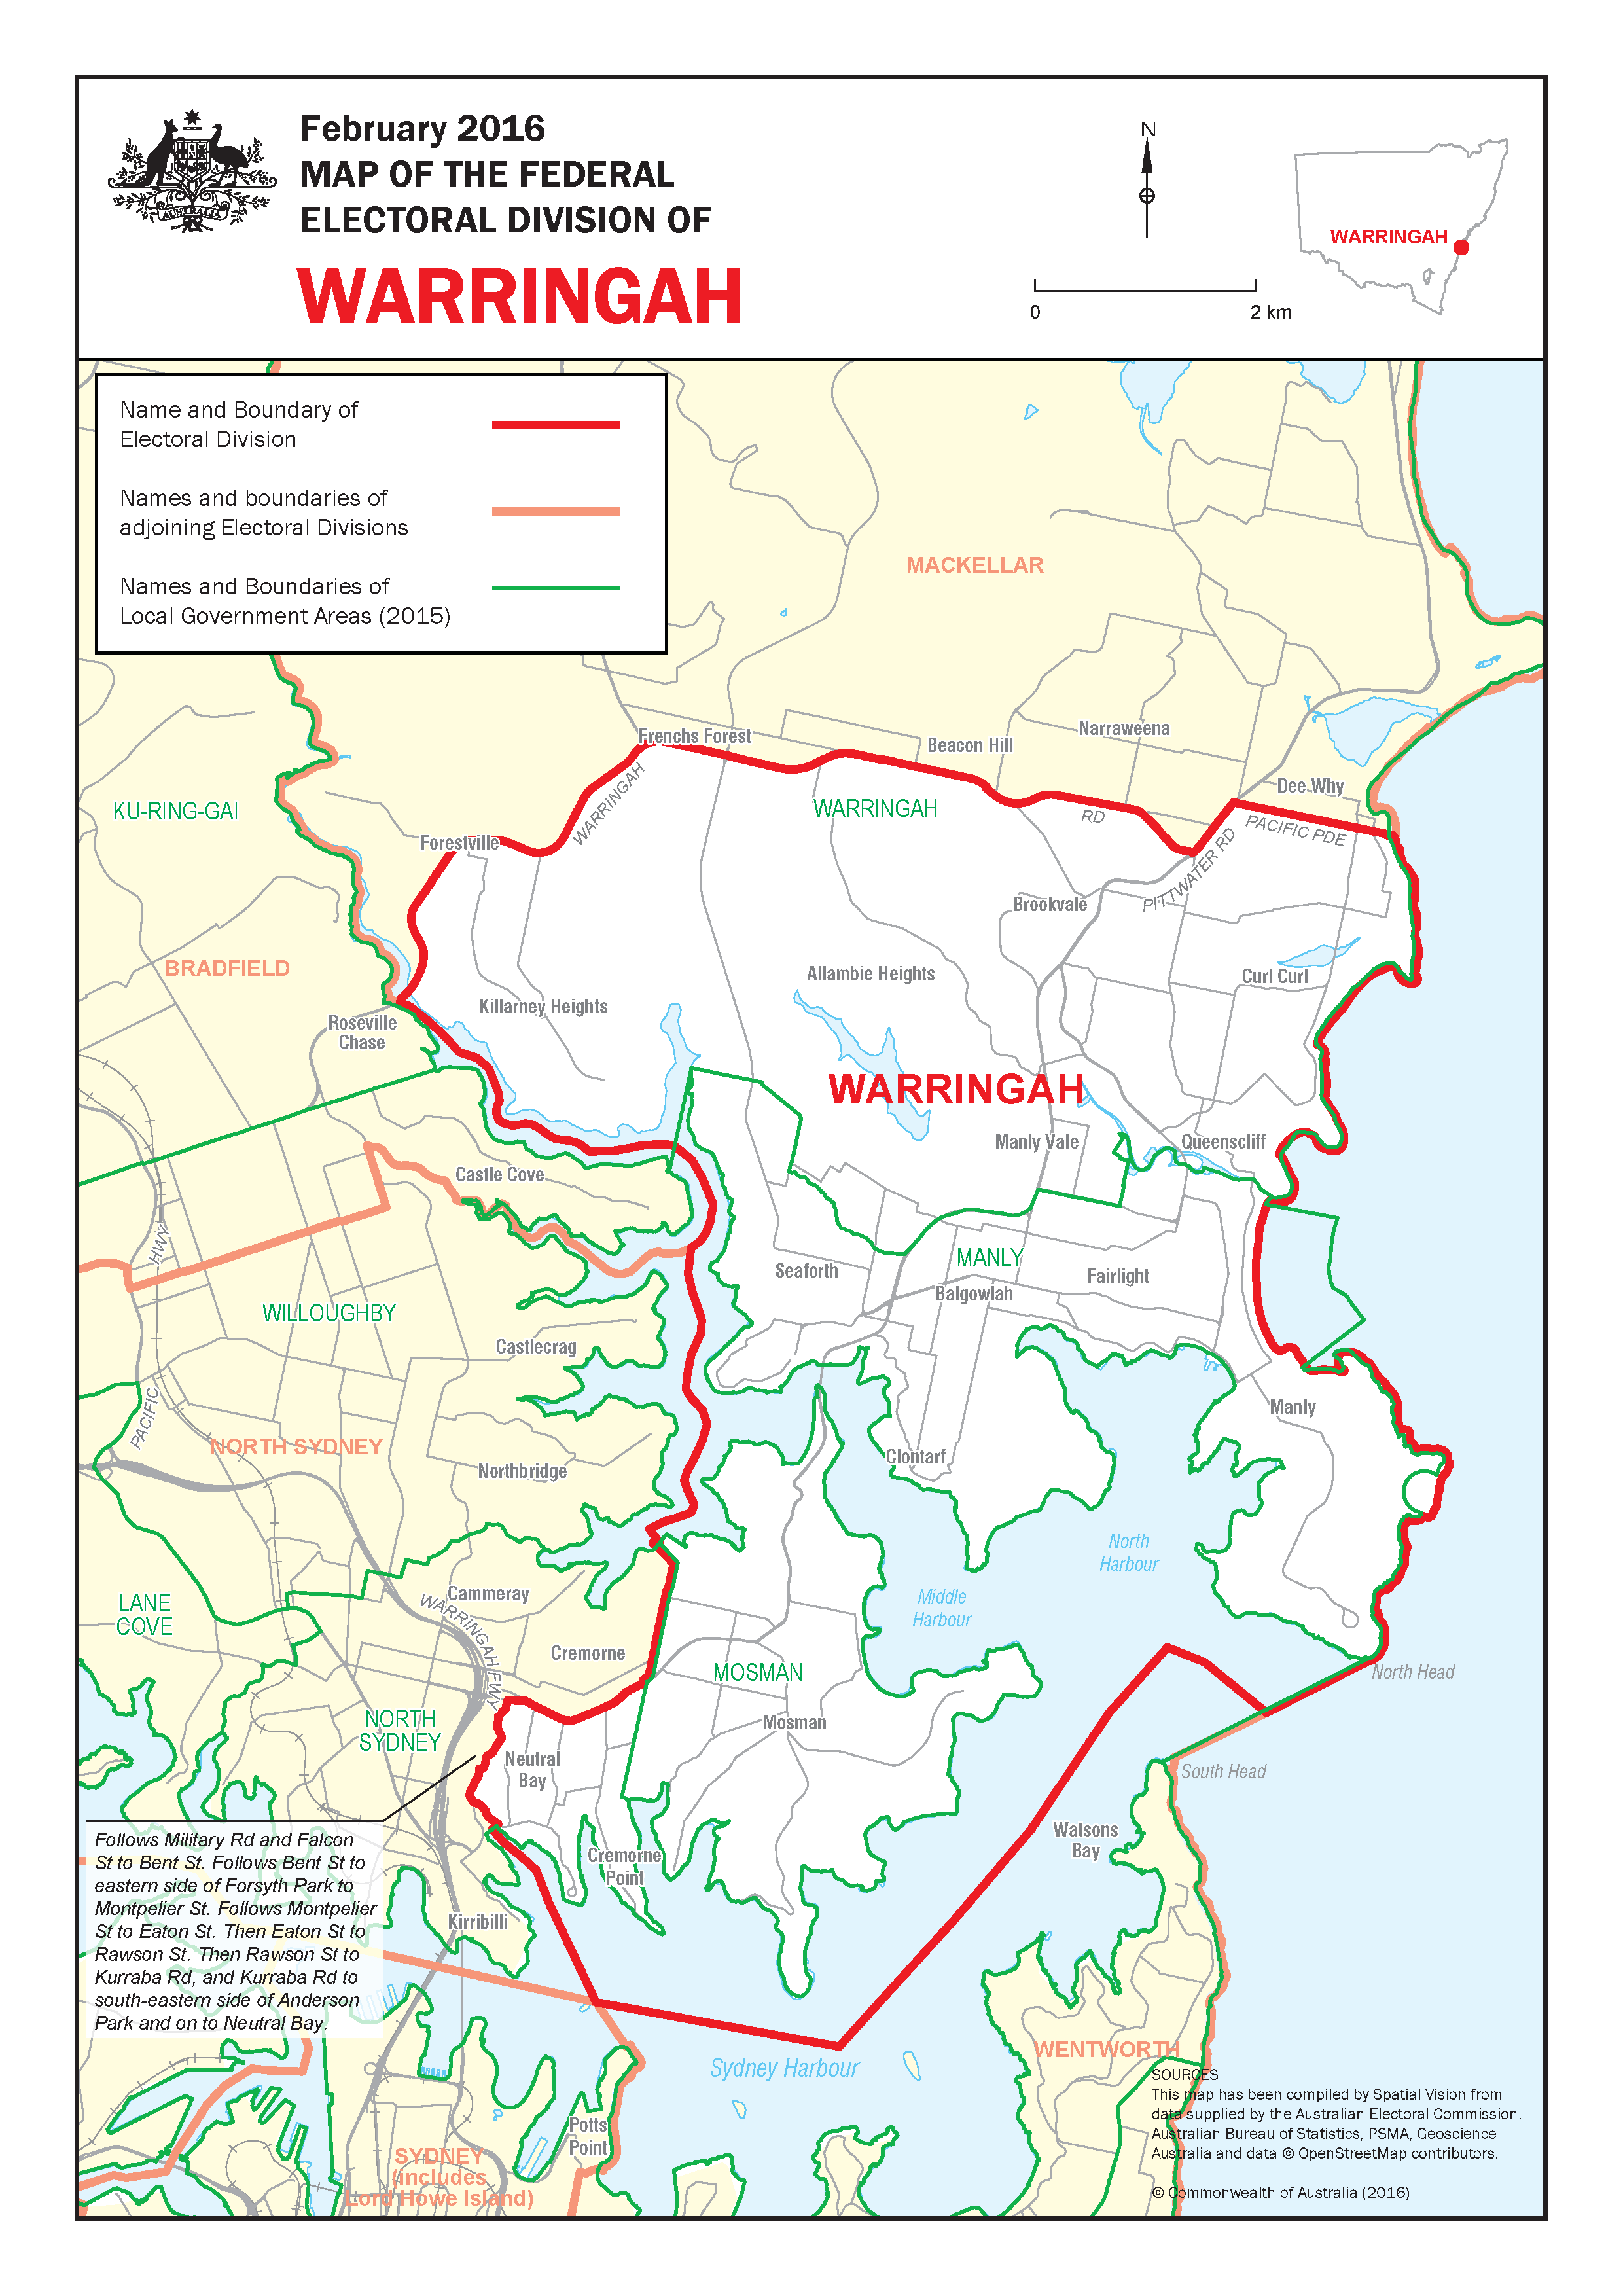 February 2016
MAP OF THE FEDERAL
ELECTORAL DIVISION OF
WARRINGAH
AUSTRALIA
N
0
2 km
WARRINGAH
Name and Boundary of
Electoral Division
Names and boundaries of
adjoining Electoral Divisions
Names and Boundaries of
Local Government Areas (2015)
MACKELLAR
Frenchs Forest
Beacon Hill
Narraweena
Dee Why
KU-RING-GAI
WARRINGAH
WARRINGAH
RD
PACIFIC PDE
PITTWATER RD
Forestville
Brookvale
BRADFIELD
Allambie Heights
Curl Curl
Killarney Heights
Roseville
Chase
WARRINGAH
Manly Vale
Queenscliff
Castle Cove
HWY
MANLY
Seaforth
Fairlight
Balgowlah
WILLOUGHBY
Castlecrag
PACIFIC
Manly
NORTH SYDNEY
Clontarf
Northbridge
North
Harbour
Middle
Harbour
LANE
COVE
Cammeray
WARRINGAH FWY
Cremorne
MOSMAN
North Head
NORTH
SYDNEY
Mosman
Neutral
Bay
South Head
Watsons
Bay
Cremorne
Point
Kirribilli
Follows Military Rd and Falcon
St to Bent St. Follows Bent St to
eastern side of Forsyth Park to
Montpelier St. Follows Montpelier
St to Eaton St. Then Eaton St to
Rawson St. Then Rawson St to
Kurraba Rd, and Kurraba Rd to
south-eastern side of Anderson
Park and on to Neutral Bay.
WENTWORTH
Sydney Harbour
Potts
Point
SYDNEY
(includes
Lord Howe Island)
SOURCES
This map has been compiled by Spatial Vision from
data supplied by the Australian Electoral Commission,
Australian Bureau of Statistics, PSMA, Geoscience
Australia and data © OpenStreetMap contributors.
© Commonwealth of Australia (2016)